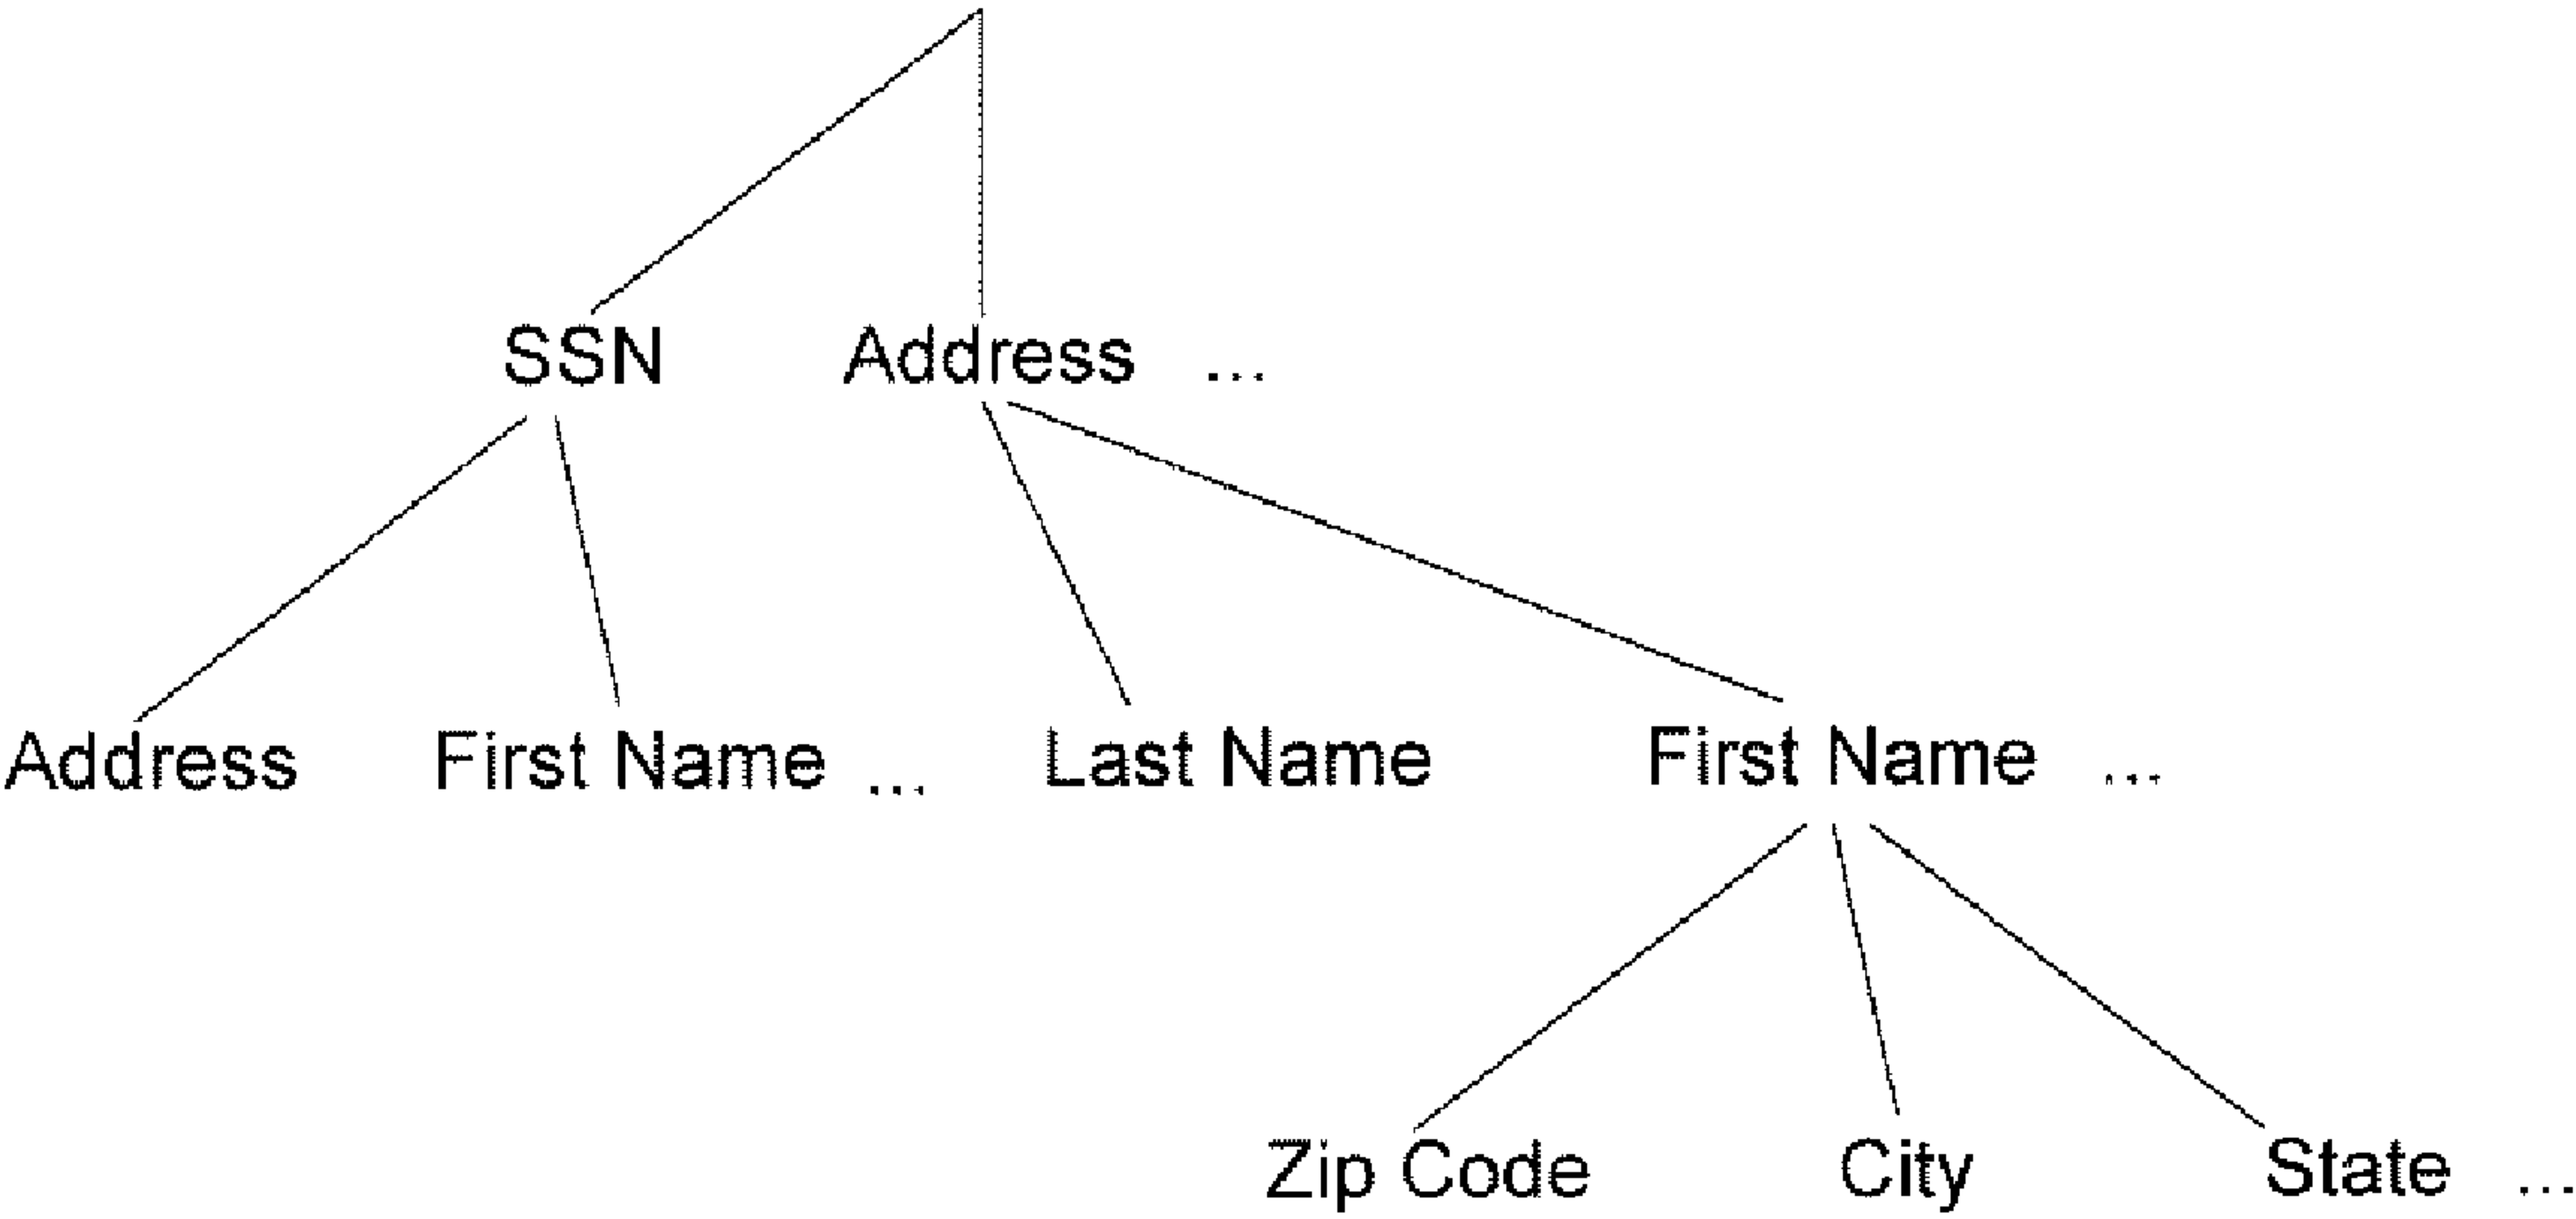 SSN Address ...
Address First Name ... Last Name First Name ...
Zip Code City State ...